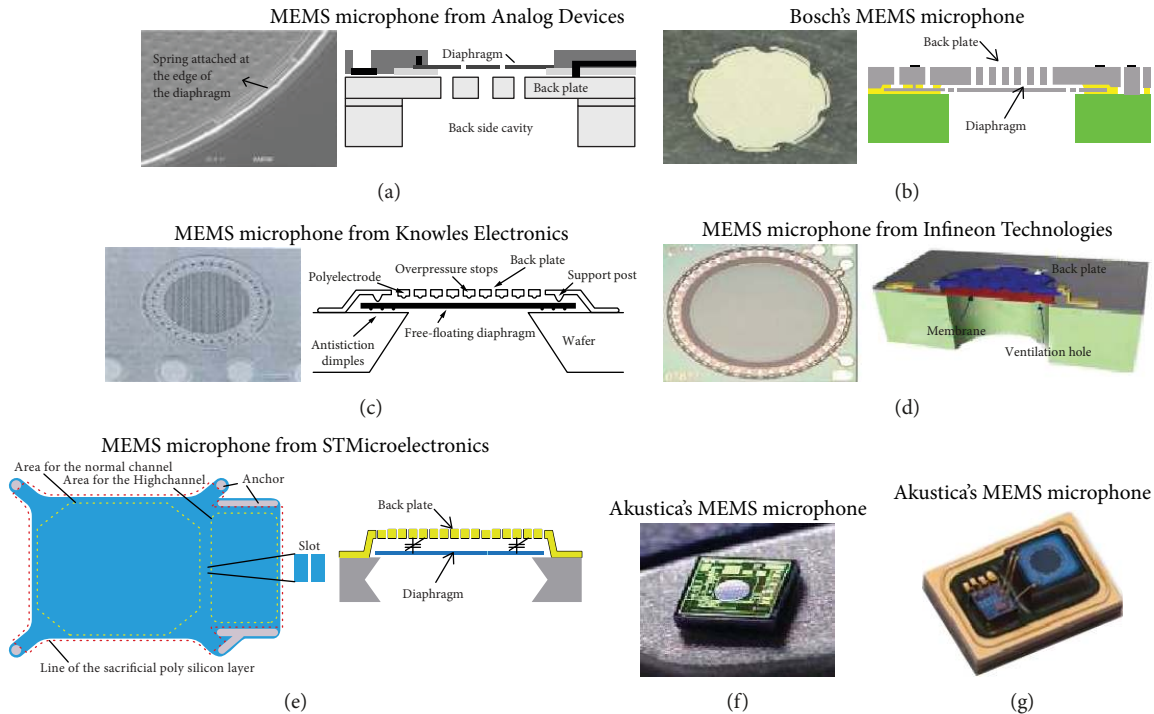 MEMS microphone from Analog Devices
Spring attached at
the edge of
the diaphragm
Diaphragm
Back plate
Back side cavity
(a)
Bosch's MEMS microphone
Back plate
Diaphragm
(b)
MEMS microphone from Knowles Electronics
Polyelectrode
Overpressure stops
Back plate
Support post
Free-floating diaphragm
Antistiction
dimples
Wafer
(c)
MEMS microphone from Infineon Technologies
Back plate
Membrane
Ventilation hole
(d)
MEMS microphone from STMicroelectronics
Area for the normal channel
Area for the Highchannel
Anchor
Slot
Line of the sacrificial poly silicon layer
Back plate
Diaphragm
(e)
Akustica's MEMS microphone
(f)
Akustica's MEMS microphone
(g)